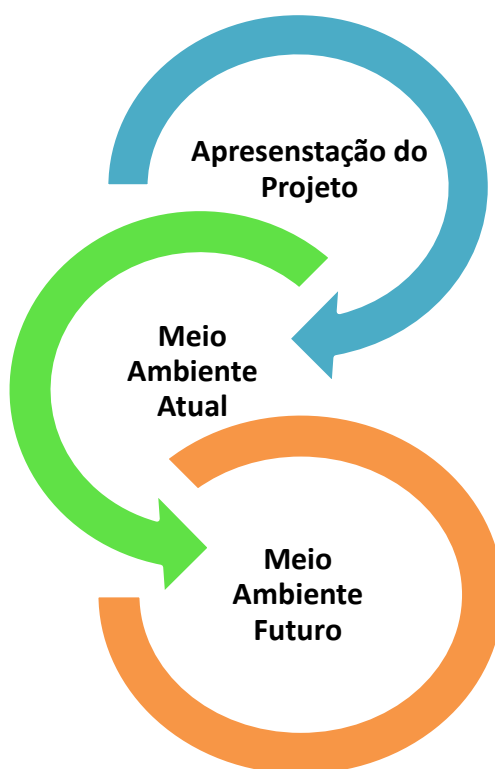 Apresenstação do
Projeto
Meio
Ambiente
Atual
Meio
Ambiente
Futuro